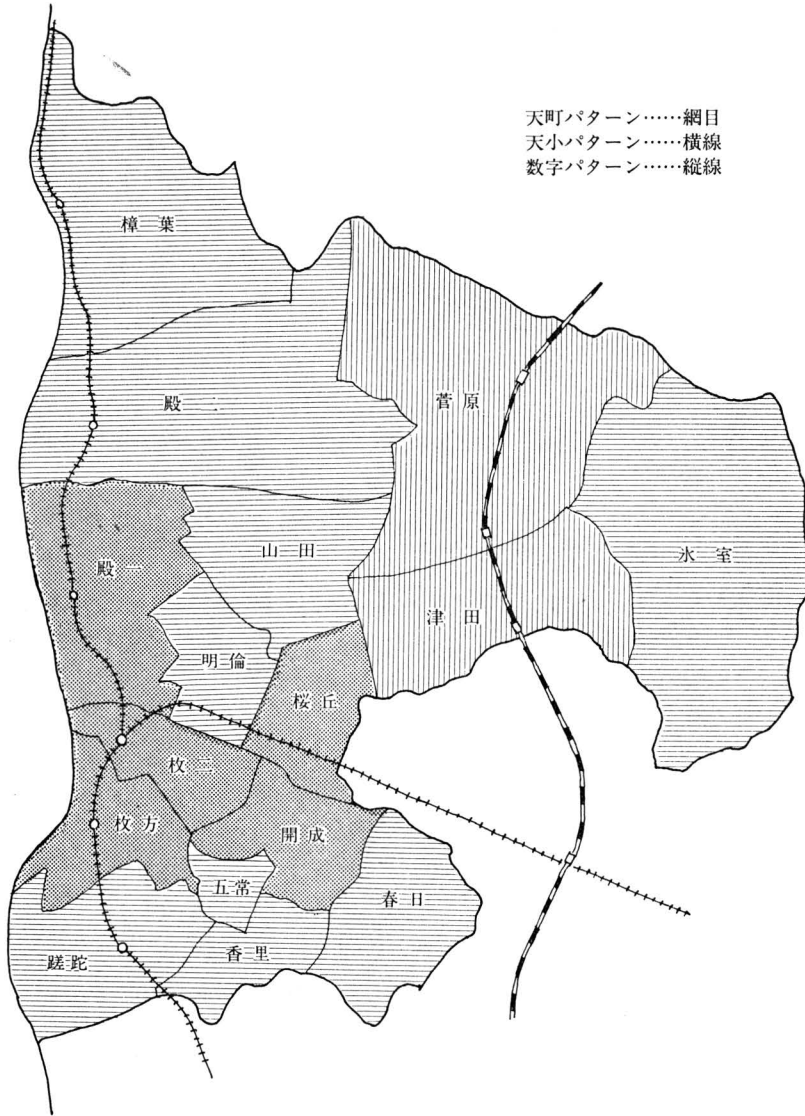 天町パターン……網目
天小パターン……横線
数字パターン……縦線
樟葉
殿二
菅原
山田
氷室
殿一
津田
明倫
桜丘
枚二
枚方
開成
五常
春日
香里
蹉跎